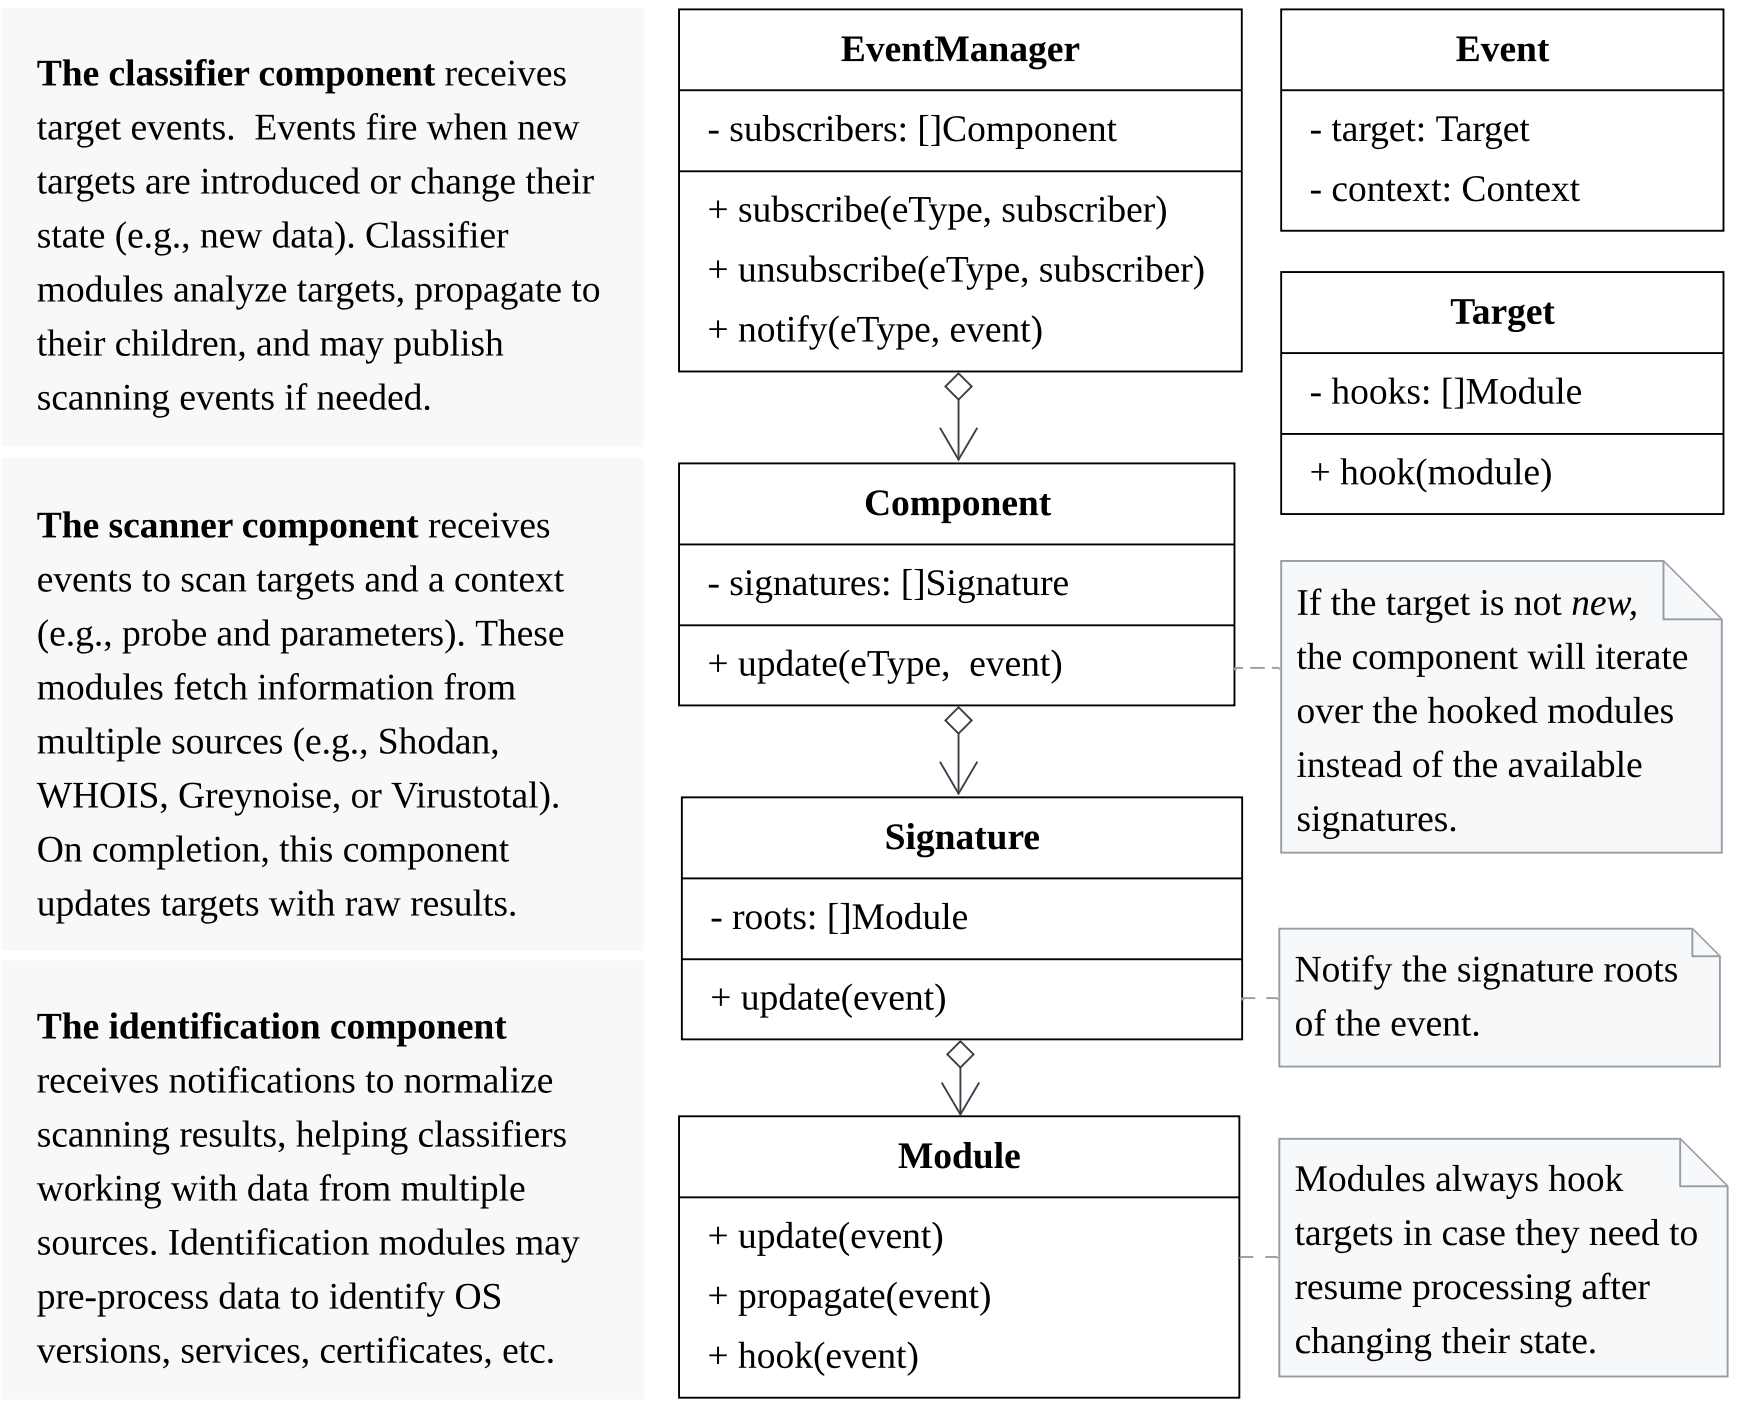 The classifier component receives
target events.  Events fire when new
targets are introduced or change their
state (e.g., new data). Classifier
modules analyze targets, propagate to
their children, and may publish
scanning events if needed.
The scanner component receives
events to scan targets and a context
(e.g., probe and parameters). These
modules fetch information from
multiple sources (e.g., Shodan,
WHOIS, Greynoise, or Virustotal).
On completion, this component
updates targets with raw results.
The identification component
receives notifications to normalize
scanning results, helping classifiers
working with data from multiple
sources. Identification modules may
pre-process data to identify OS
versions, services, certificates, etc.
EventManager
- subscribers: []Component
+ subscribe(eType, subscriber)
+ unsubscribe(eType, subscriber)
+ notify(eType, event)
Component
- signatures: []Signature
+ update(eType,  event)
Signature
- roots: []Module
+ update(event)
Module
+ update(event)
+ propagate(event)
+ hook(event)
Event
- target: Target
- context: Context
Target
- hooks: []Module
+ hook(module)
If the target is not new,
the component will iterate
over the hooked modules
instead of the available
signatures.
Notify the signature roots
of the event.
Modules always hook
targets in case they need to
resume processing after
changing their state.